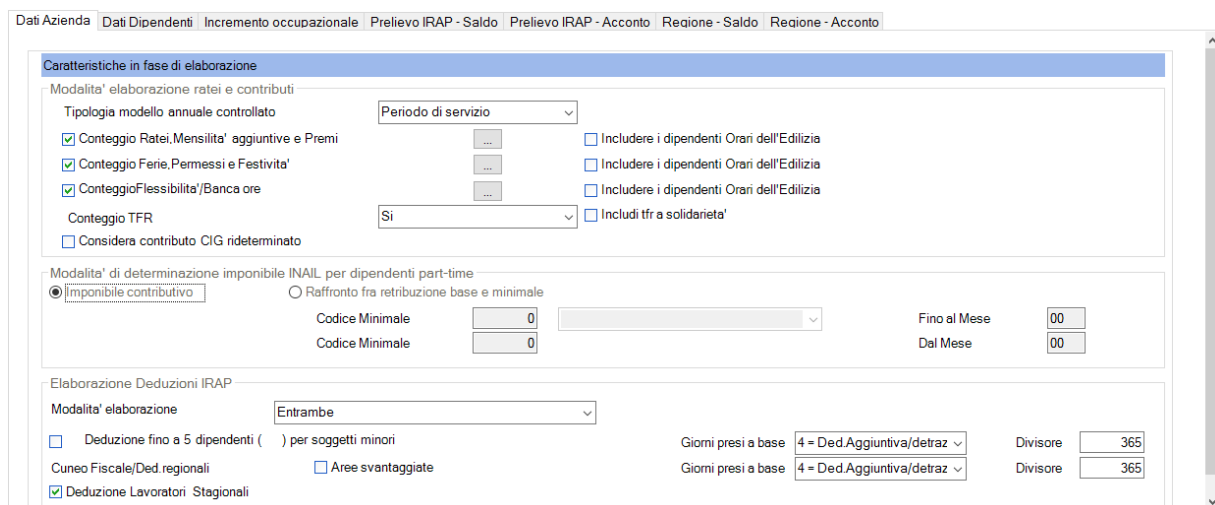 Dati Azienda Dati Dipendenti Incremento occupazionale Prelievo IRAP - Saldo Prelievo IRAP - Acconto Regione - Saldo Regione - Acconto
Caratteristiche in fase di elaborazione
Modalita' elaborazione ratei e contributi
Tipologia modello annuale controllato Periodo di servizio
Conteggio Ratei,Mensilita' aggiuntive e Premi ... Includere i dipendenti Orari dell'Edilizia
Conteggio Ferie,Permessi e Festivita' ... Includere i dipendenti Orari dell'Edilizia
ConteggioFlessibilita'/Banca ore ... Includere i dipendenti Orari dell'Edilizia
Conteggio TFR Si Includi tfr a solidarieta'
Considera contributo CIG rideterminato
Modalita' di determinazione imponibile INAIL per dipendenti part-time
Imponibile contributivo Raffronto fra retribuzione base e minimale
Codice Minimale 0 Fino al Mese 00
Codice Minimale 0 Dal Mese 00
Elaborazione Deduzioni IRAP
Modalita' elaborazione Entrambe
Deduzione fino a 5 dipendenti ( ) per soggetti minori Giorni presi a base 4 = Ded.Aggiuntiva/detraz Divisore 365
Cuneo Fiscale/Ded.regionali Aree svantaggiate Giorni presi a base 4 = Ded.Aggiuntiva/detraz Divisore 365
Deduzione Lavoratori Stagionali